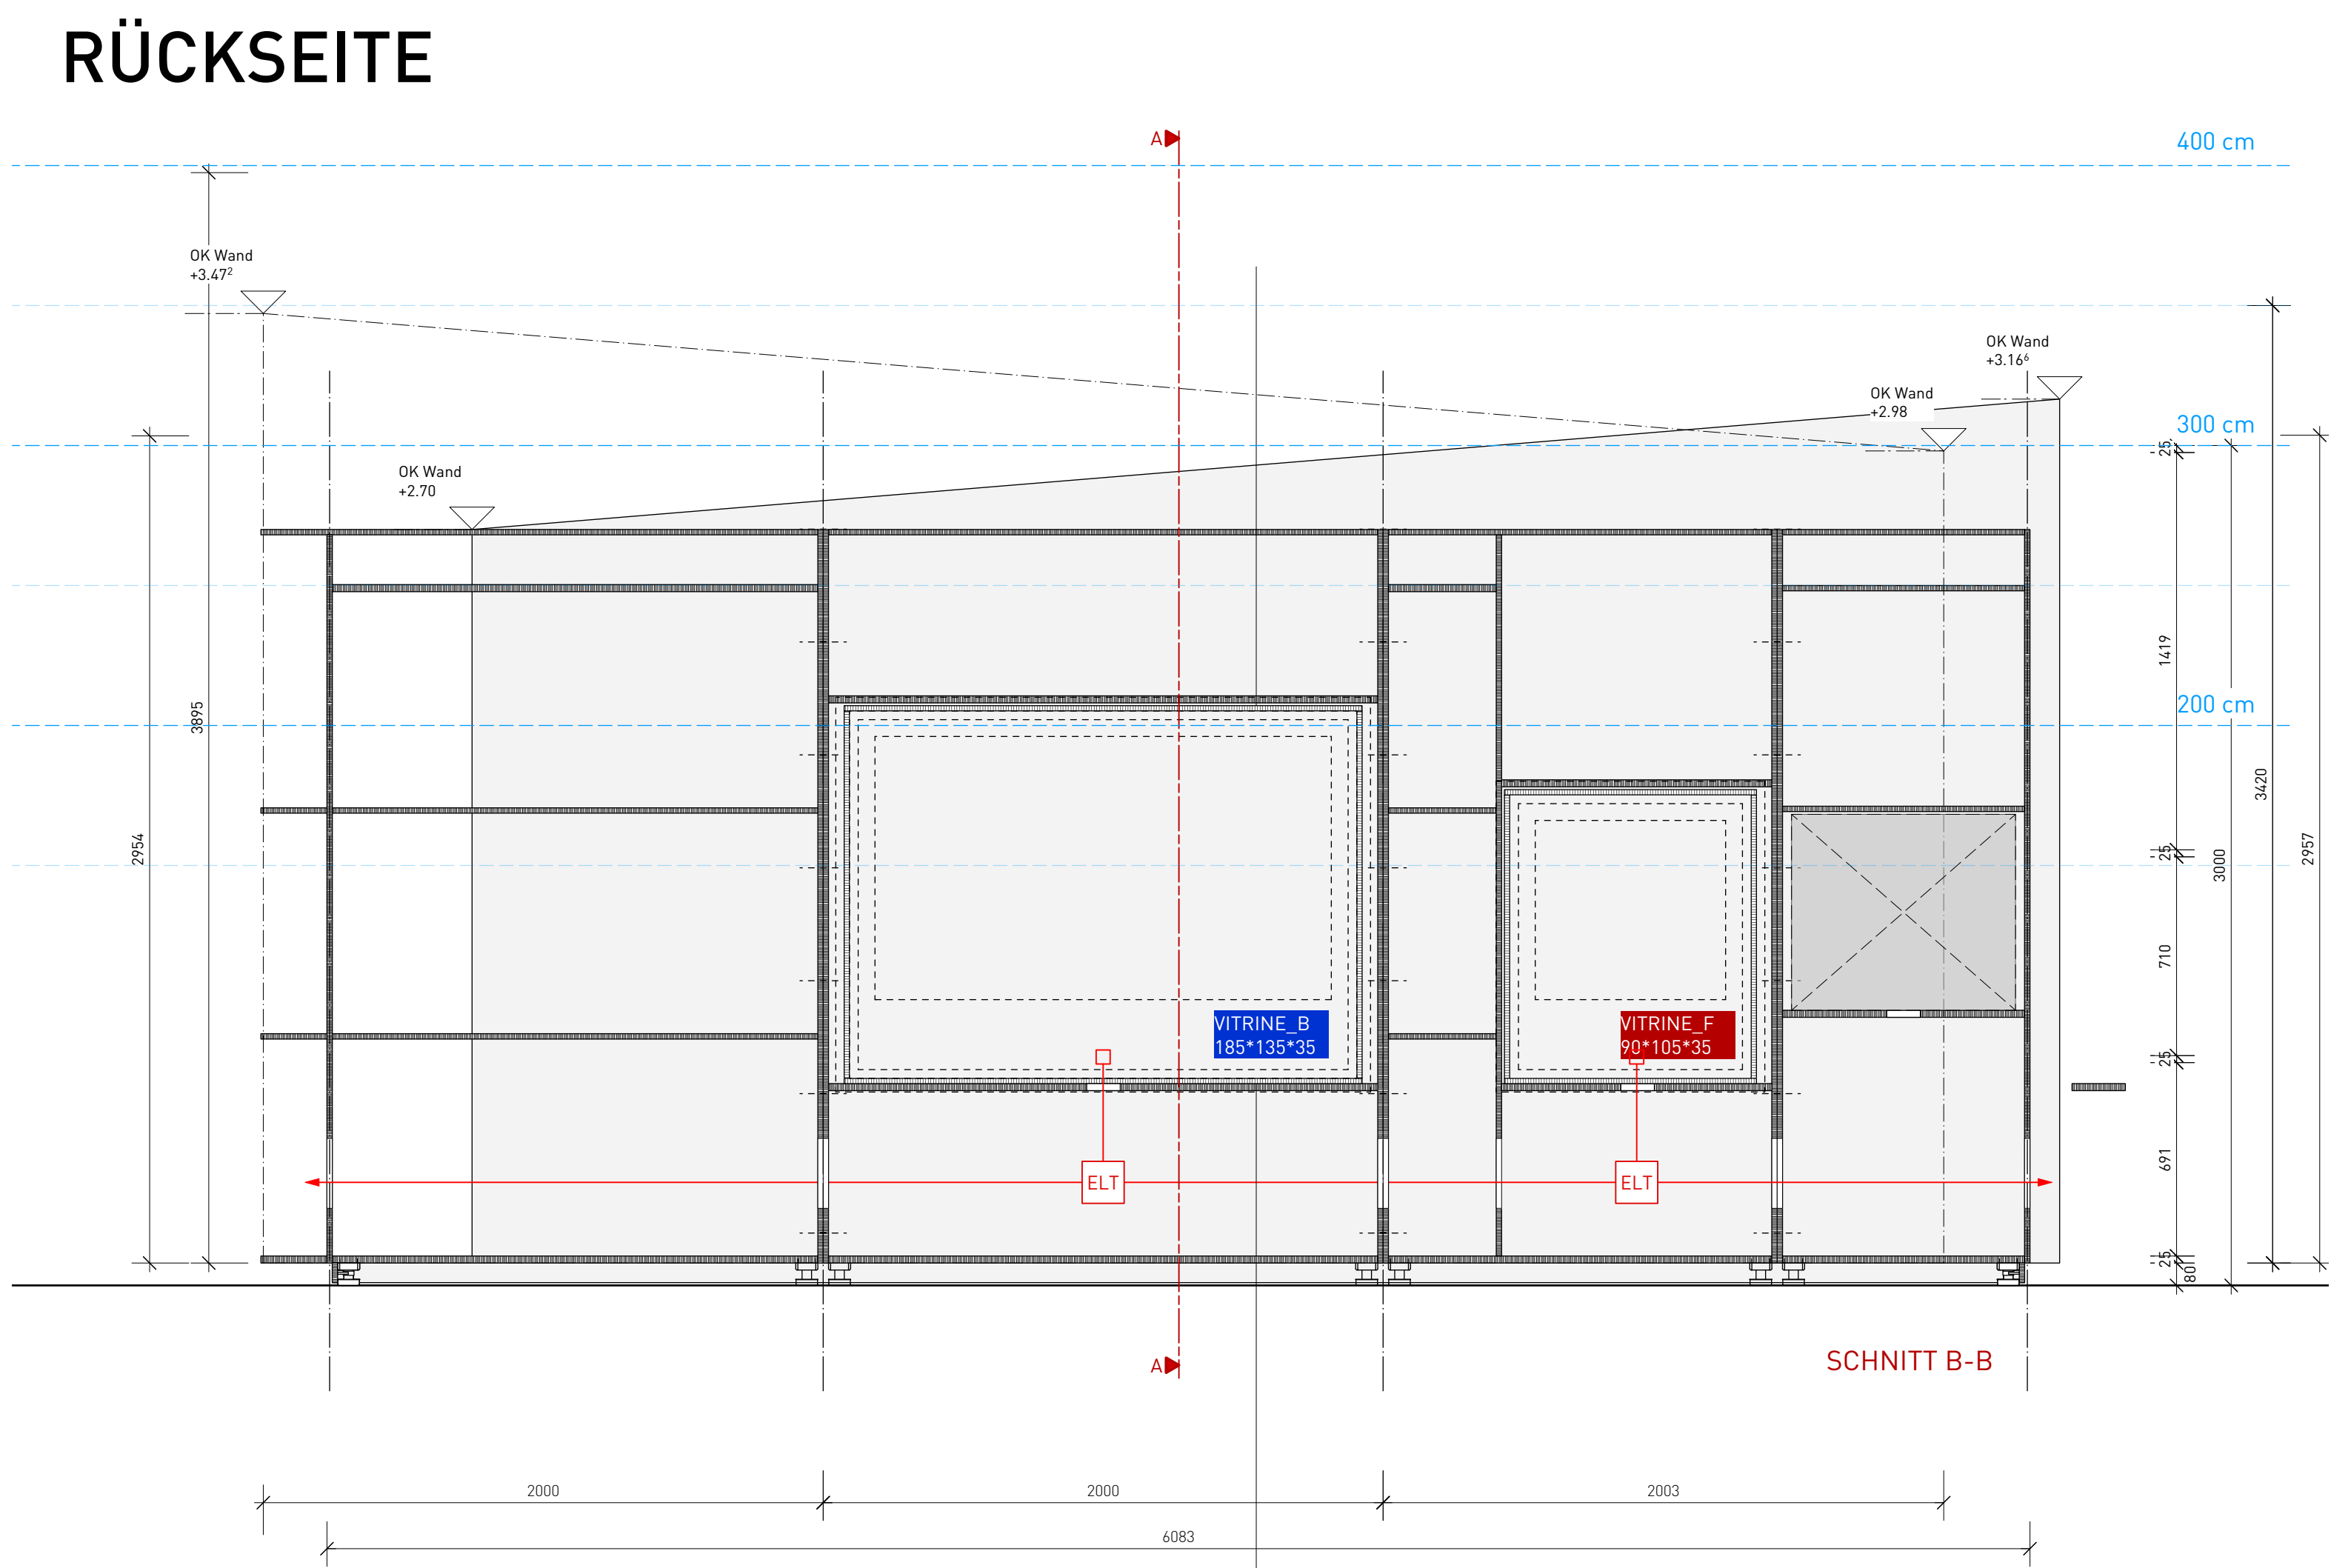 RÜCKSEITE
A
400 cm
OK Wand
+3.47²
OK Wand
+3.16⁶
OK Wand
+2.98
300 cm
25
OK Wand
+2.70
1419
200 cm
3895
3420
2954
25
3000
2957
710
VITRINE_B
185*135*35
VITRINE_F
90*105*35
25
691
ELT
ELT
25
80
A
SCHNITT B-B
2000
2000
2003
6083